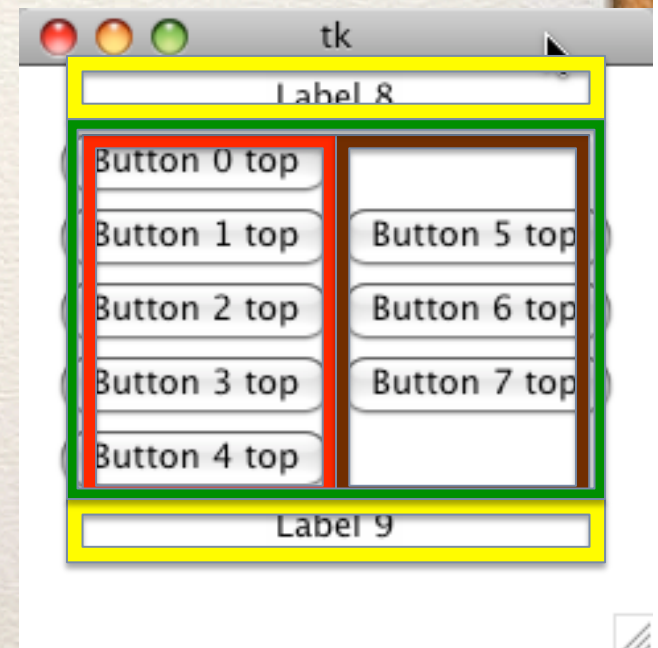 tk
Label 8
Button 0 top
Button 1 top Button 5 top
Button 2 top Button 6 top
Button 3 top Button 7 top
Button 4 top
Label 9